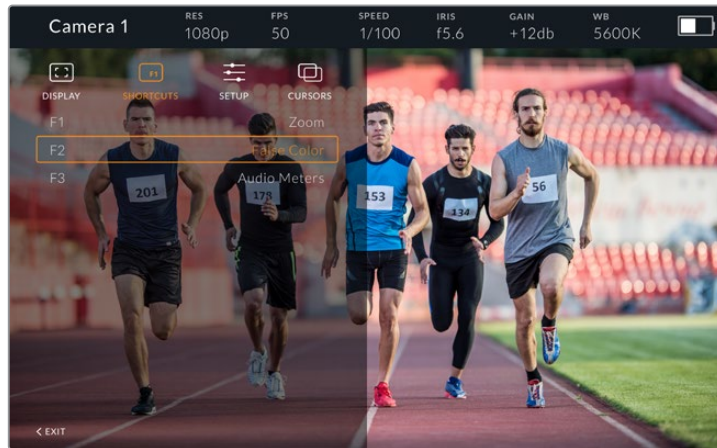 Camera 1
RES FPS SPEED IRIS GAIN WB
1080p 50 1/100 f5.6 +12db 5600K
DISPLAY SHORTCUTS SETUP CURSORS
F1
F1 Zoom
F2 False Color
F3 Audio Meters
201 178 153 134 56
< EXIT